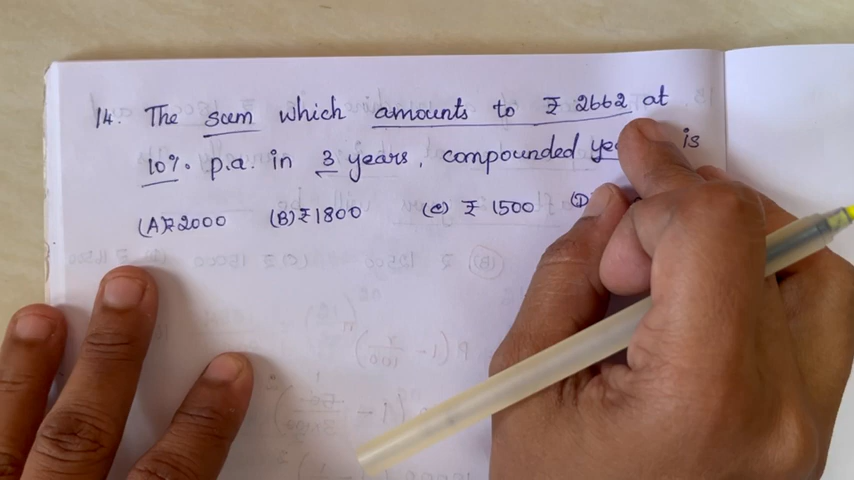 14. The sum which amounts to ₹ 2662 at
10% p.a. in 3 years, compounded is
(A) ₹ 2000 (B) ₹ 1800 (C) ₹ 1500 (D)